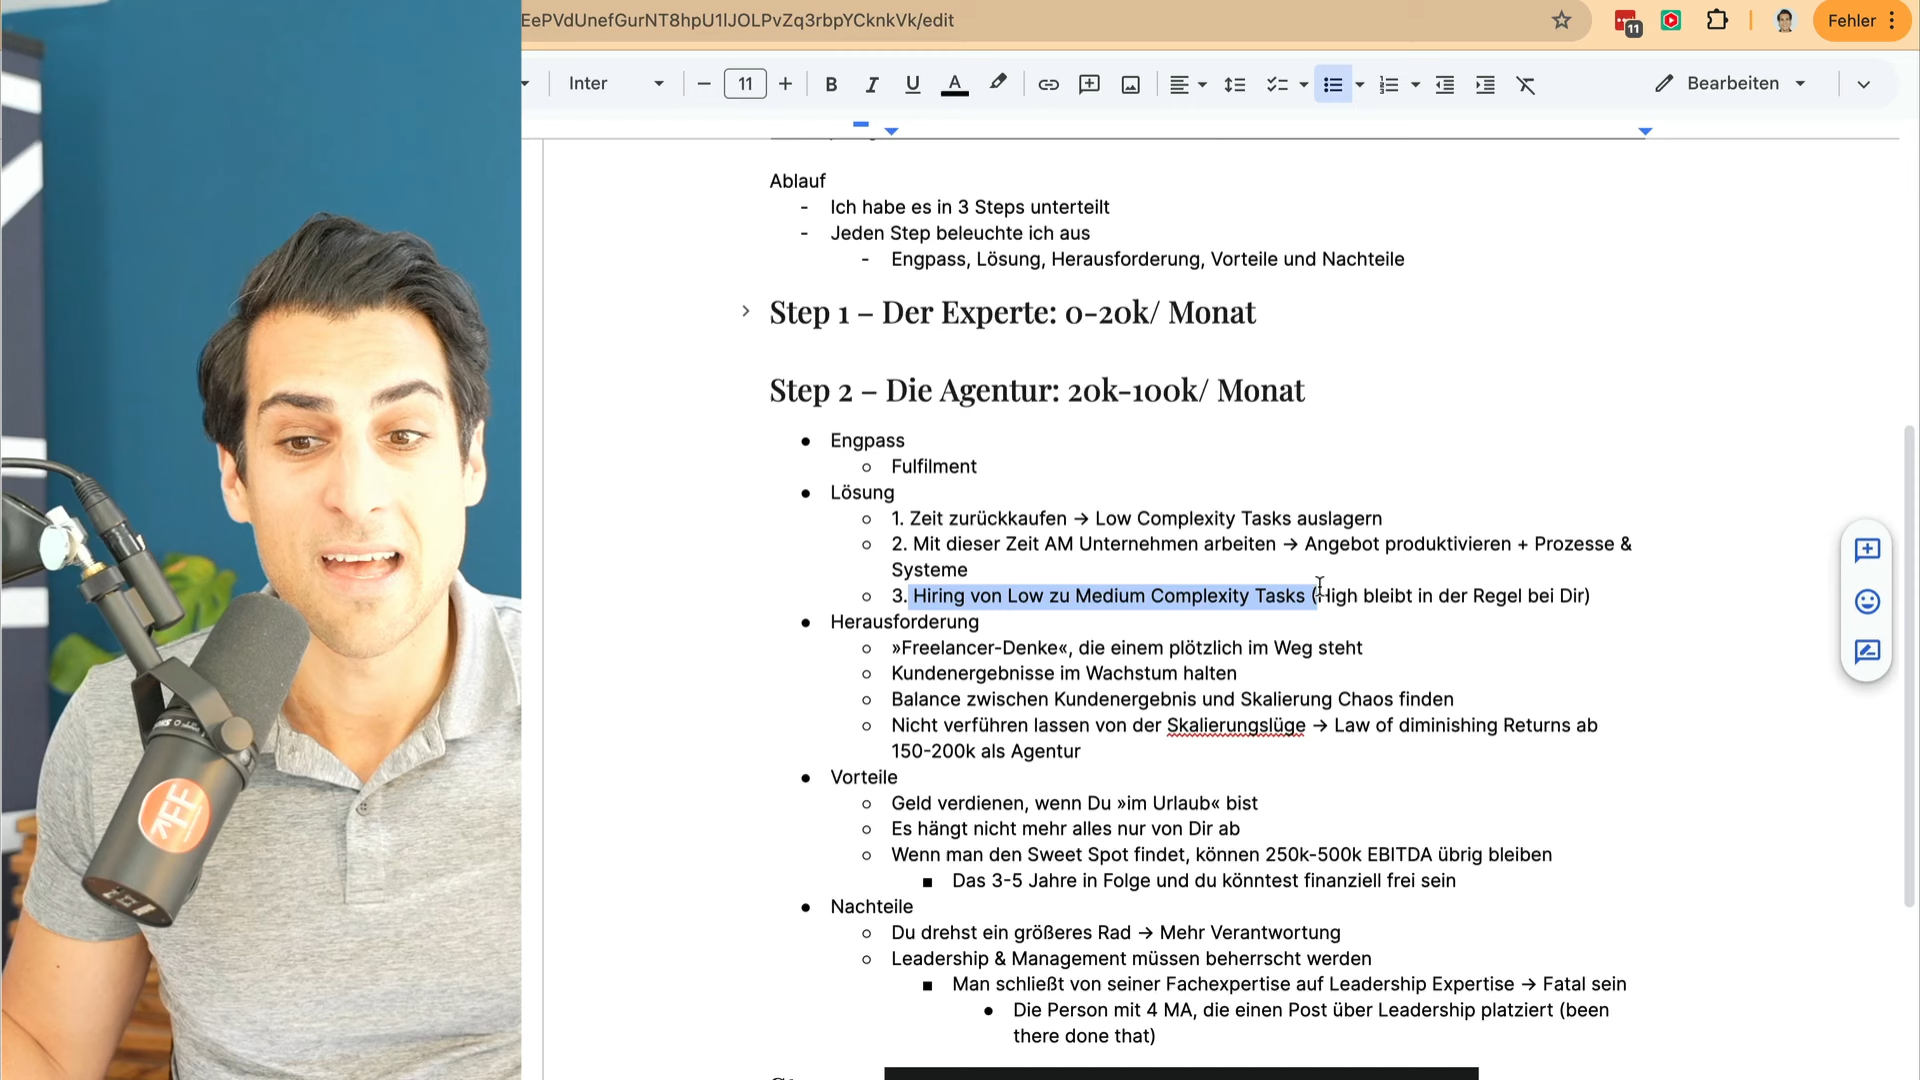 EePVdUnefGurNT8hpU1lJOLPvZq3rbpYCknkVk/edit
11
Fehler
Inter
11
B I U A
Bearbeiten
Ablauf
- Ich habe es in 3 Steps unterteilt
- Jeden Step beleuchte ich aus
- Engpass, Lösung, Herausforderung, Vorteile und Nachteile
Step 1 – Der Experte: 0-20k/ Monat
Step 2 – Die Agentur: 20k-100k/ Monat
● Engpass
○ Fulfilment
● Lösung
○ 1. Zeit zurückkaufen → Low Complexity Tasks auslagern
○ 2. Mit dieser Zeit AM Unternehmen arbeiten → Angebot produktivieren + Prozesse &
Systeme
○ 3. Hiring von Low zu Medium Complexity Tasks (High bleibt in der Regel bei Dir)
● Herausforderung
○ »Freelancer-Denke«, die einem plötzlich im Weg steht
○ Kundenergebnisse im Wachstum halten
○ Balance zwischen Kundenergebnis und Skalierung Chaos finden
○ Nicht verführen lassen von der Skalierungslüge → Law of diminishing Returns ab
150-200k als Agentur
● Vorteile
○ Geld verdienen, wenn Du »im Urlaub« bist
○ Es hängt nicht mehr alles nur von Dir ab
○ Wenn man den Sweet Spot findet, können 250k-500k EBITDA übrig bleiben
■ Das 3-5 Jahre in Folge und du könntest finanziell frei sein
● Nachteile
○ Du drehst ein größeres Rad → Mehr Verantwortung
○ Leadership & Management müssen beherrscht werden
■ Man schließt von seiner Fachexpertise auf Leadership Expertise → Fatal sein
● Die Person mit 4 MA, die einen Post über Leadership platziert (been
there done that)